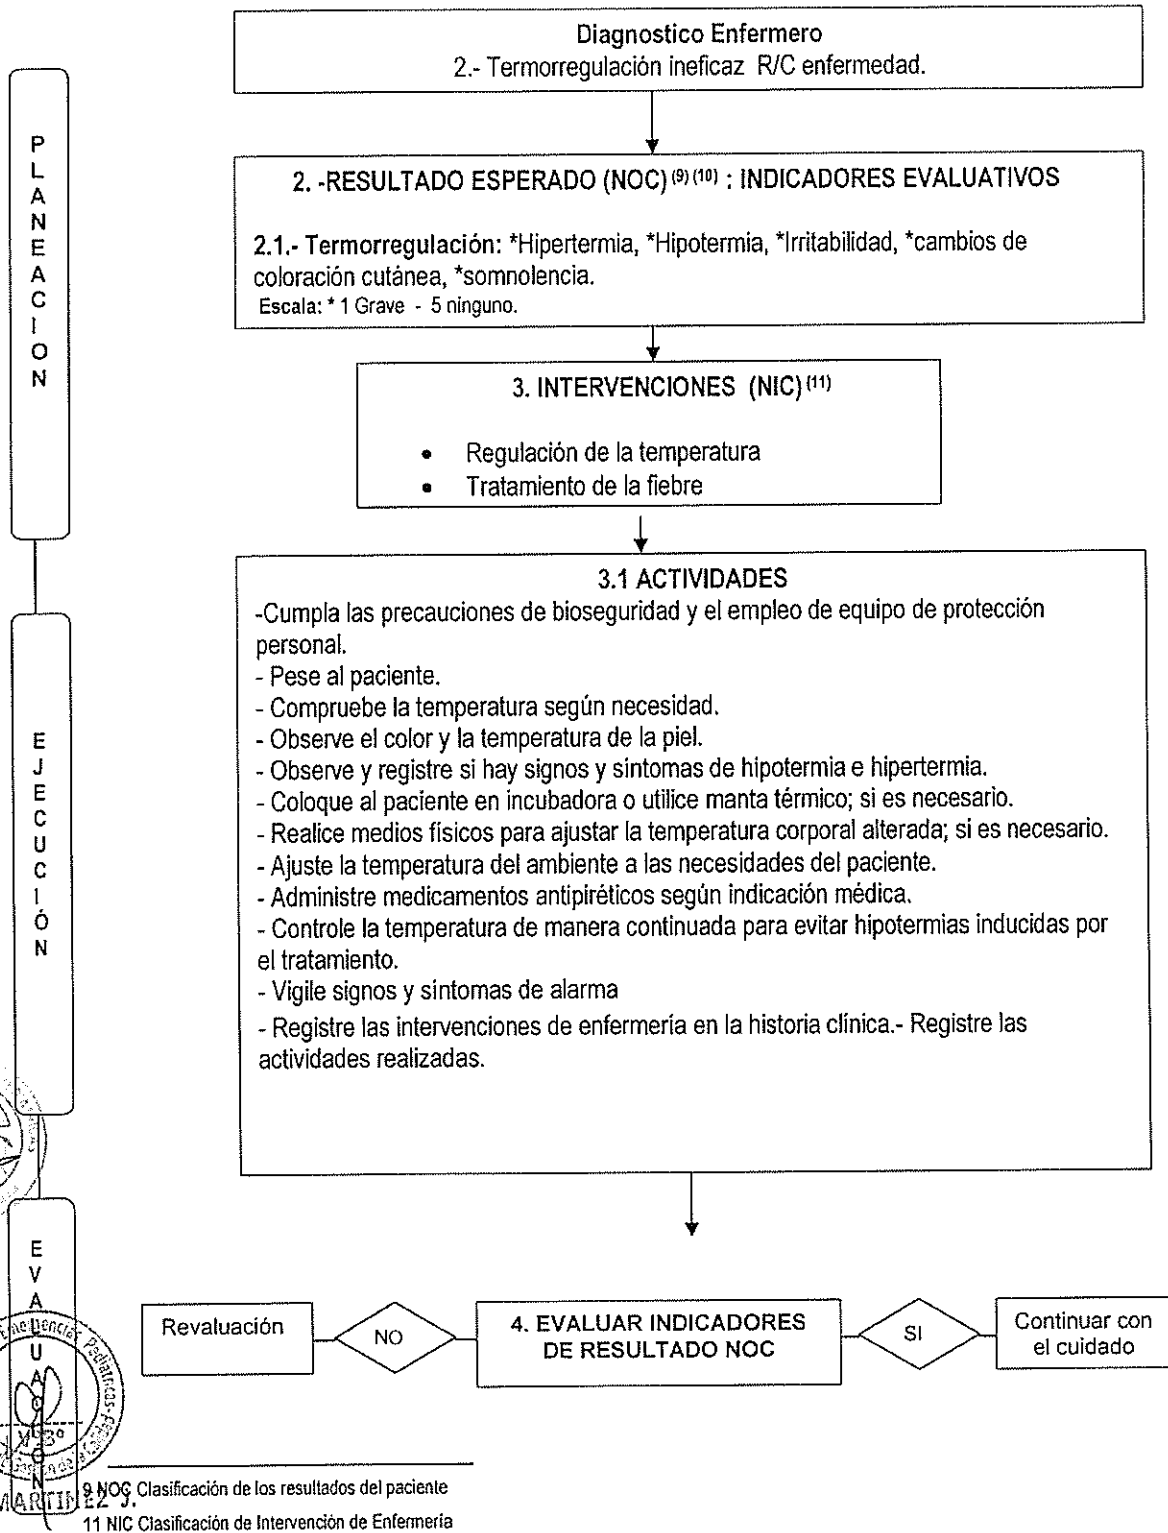 Diagnostico Enfermero
2.- Termorregulación ineficaz R/C enfermedad.
PLANEACION
2. -RESULTADO ESPERADO (NOC) (9) (10) : INDICADORES EVALUATIVOS
2.1.- Termorregulación: *Hipertermia, *Hipotermia, *Irritabilidad, *cambios de
coloración cutánea, *somnolencia.
Escala: * 1 Grave - 5 ninguno.
3. INTERVENCIONES (NIC) (11)
• Regulación de la temperatura
• Tratamiento de la fiebre
EJECUCIÓN
3.1 ACTIVIDADES
-Cumpla las precauciones de bioseguridad y el empleo de equipo de protección
personal.
- Pese al paciente.
- Compruebe la temperatura según necesidad.
- Observe el color y la temperatura de la piel.
- Observe y registre si hay signos y sintomas de hipotermia e hipertermia.
- Coloque al paciente en incubadora o utilice manta térmico; si es necesario.
- Realice medios físicos para ajustar la temperatura corporal alterada; si es necesario.
- Ajuste la temperatura del ambiente a las necesidades del paciente.
- Administre medicamentos antipiréticos según indicación médica.
- Controle la temperatura de manera continuada para evitar hipotermias inducidas por
el tratamiento.
- Vigile signos y síntomas de alarma
- Registre las intervenciones de enfermería en la historia clínica.- Registre las
actividades realizadas.
EVALUACIÓN
Revaluación
NO
4. EVALUAR INDICADORES
DE RESULTADO NOC
SI
Continuar con
el cuidado
Emergencias Pediatricas
V°B°
MARTINEZ J.
9 NOC Clasificación de los resultados del paciente
11 NIC Clasificación de Intervención de Enfermería